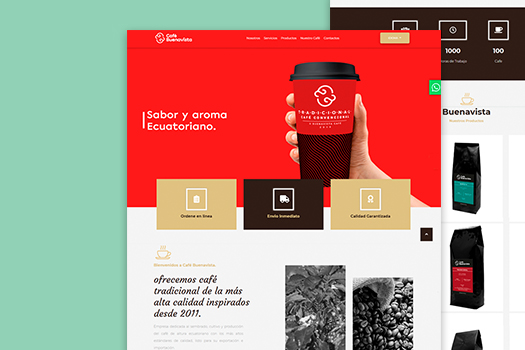 Café
Buenavista
Nosotros Servicios Productos Nuestro Café Contactos
Sabor y aroma
Ecuatoriano.
TRADICIONAL
CAFÉ CONVENCIONAL
Ordene en línea
Envío Inmediato
Calidad Garantizada
Bienvenidos a Café Buenavista.
ofrecemos café
tradicional de la más
alta calidad inspirados
desde 2011.
1000
100
de Trabajo
Café
Buenavista
Nuestros Productos